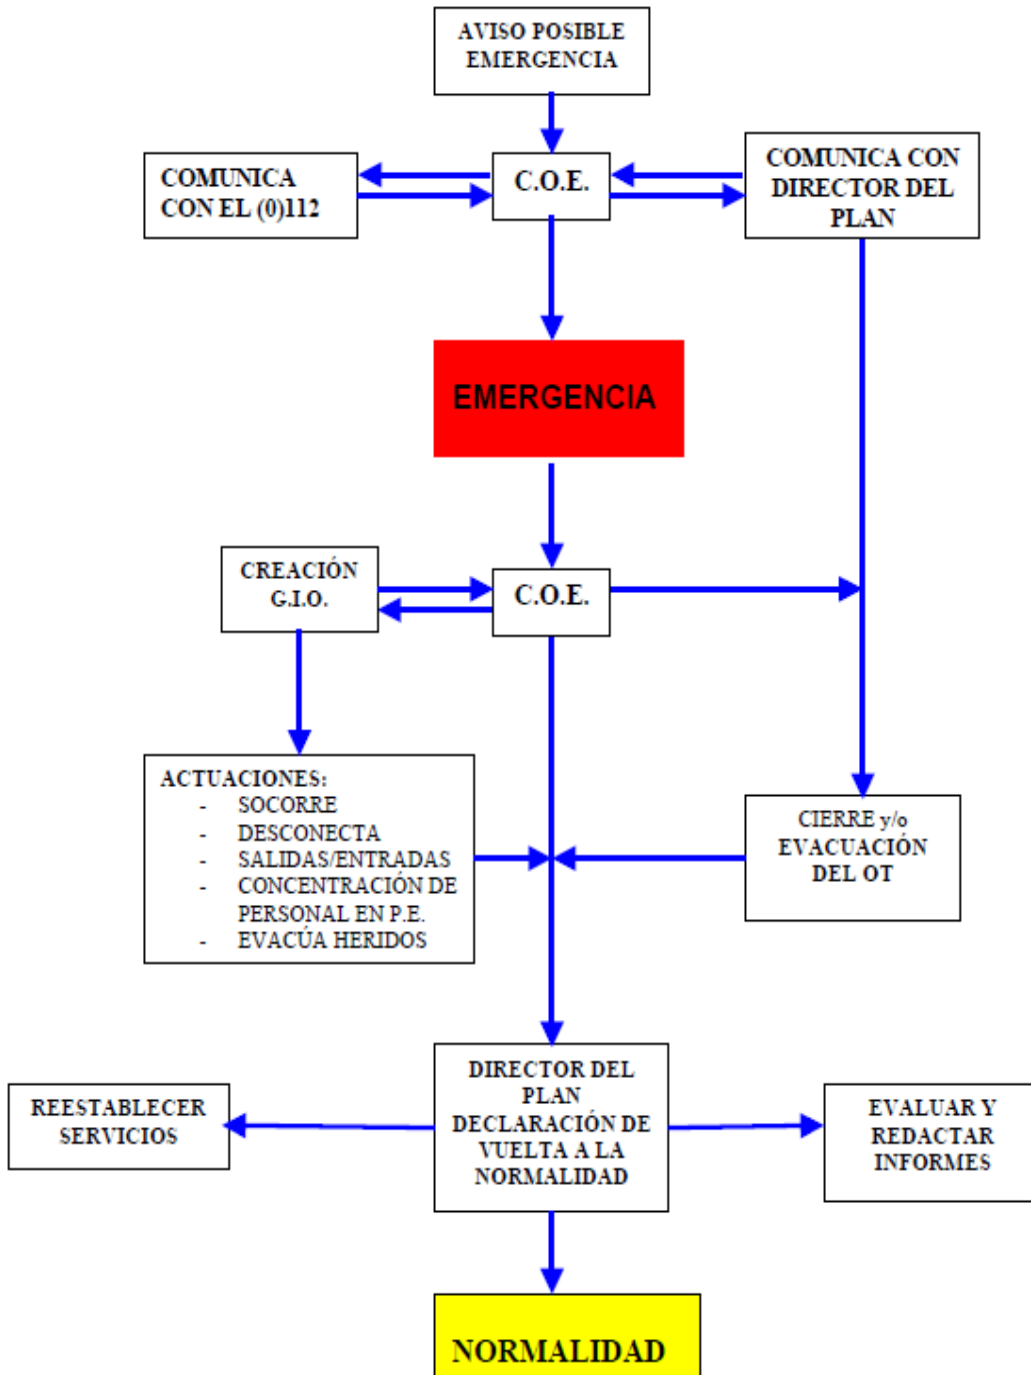 AVISO POSIBLE
EMERGENCIA
COMUNICA
CON EL (0)112
C.O.E.
COMUNICA CON
DIRECTOR DEL
PLAN
EMERGENCIA
CREACIÓN
G.I.O.
C.O.E.
ACTUACIONES:
- SOCORRE
- DESCONECTA
- SALIDAS/ENTRADAS
- CONCENTRACIÓN DE
PERSONAL EN P.E.
- EVACÚA HERIDOS
CIERRE y/o
EVACUACIÓN
DEL OT
REESTABLECER
SERVICIOS
DIRECTOR DEL
PLAN
DECLARACIÓN DE
VUELTA A LA
NORMALIDAD
EVALUAR Y
REDACTAR
INFORMES
NORMALIDAD